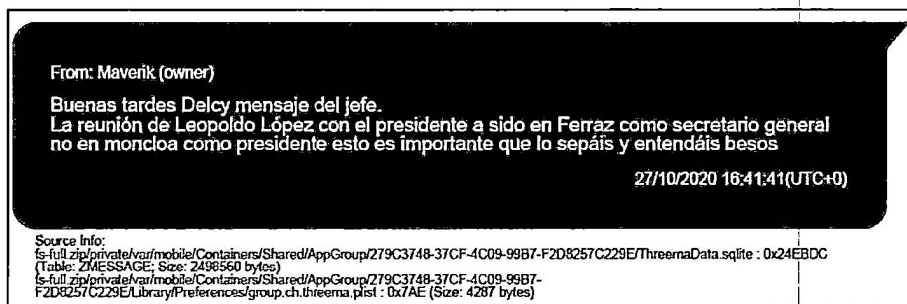 From: Maverik (owner)
Buenas tardes Delcy mensaje del jefe.
La reunión de Leopoldo López con el presidente a sido en Ferraz como secretario general
no en moncloa como presidente esto es importante que lo sepáis y entendáis besos
27/10/2020 16:41:41(UTC+0)
Source Info:
fs-full.zip/private/var/mobile/Containers/Shared/AppGroup/279C3748-37CF-4C09-99B7-F2D8257C229E/ThreemaData.sqlite : 0x24EBDC
(Table: ZMESSAGE; Size: 2498560 bytes)
fs-full.zip/private/var/mobile/Containers/Shared/AppGroup/279C3748-37CF-4C09-99B7-
F2D8257C229E/Library/Preferences/group.ch.threema.plist : 0x7AE (Size: 4287 bytes)